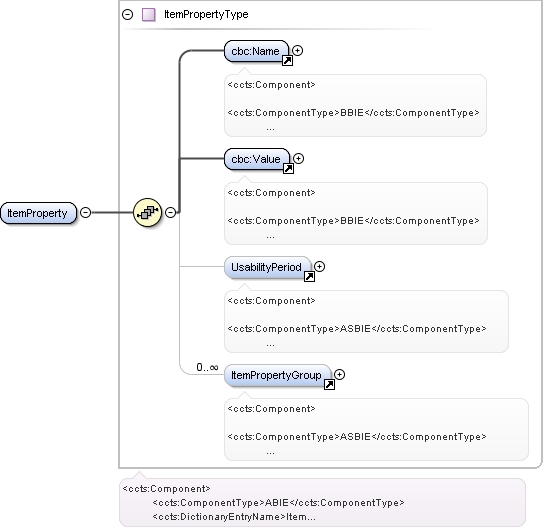 ItemPropertyType
cbc:Name
<ccts:Component>
<ccts:ComponentType>BBIE</ccts:ComponentType>
...
cbc:Value
<ccts:Component>
<ccts:ComponentType>BBIE</ccts:ComponentType>
...
ItemProperty
UsabilityPeriod
<ccts:Component>
<ccts:ComponentType>ASBIE</ccts:ComponentType>
...
0..∞
ItemPropertyGroup
<ccts:Component>
<ccts:ComponentType>ASBIE</ccts:ComponentType>
...
<ccts:Component>
<ccts:ComponentType>ABIE</ccts:ComponentType>
<ccts:DictionaryEntryName>Item...